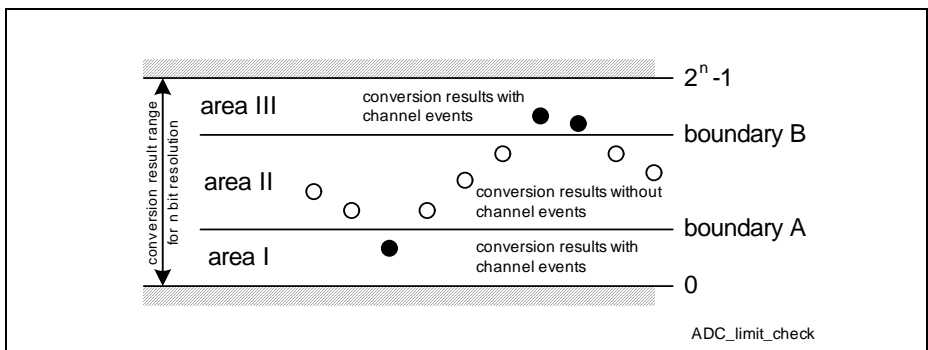 conversion result range
for n bit resolution
2ⁿ-1
area III
conversion results with
channel events
boundary B
area II
conversion results without
channel events
boundary A
area I
conversion results with
channel events
0
ADC_limit_check